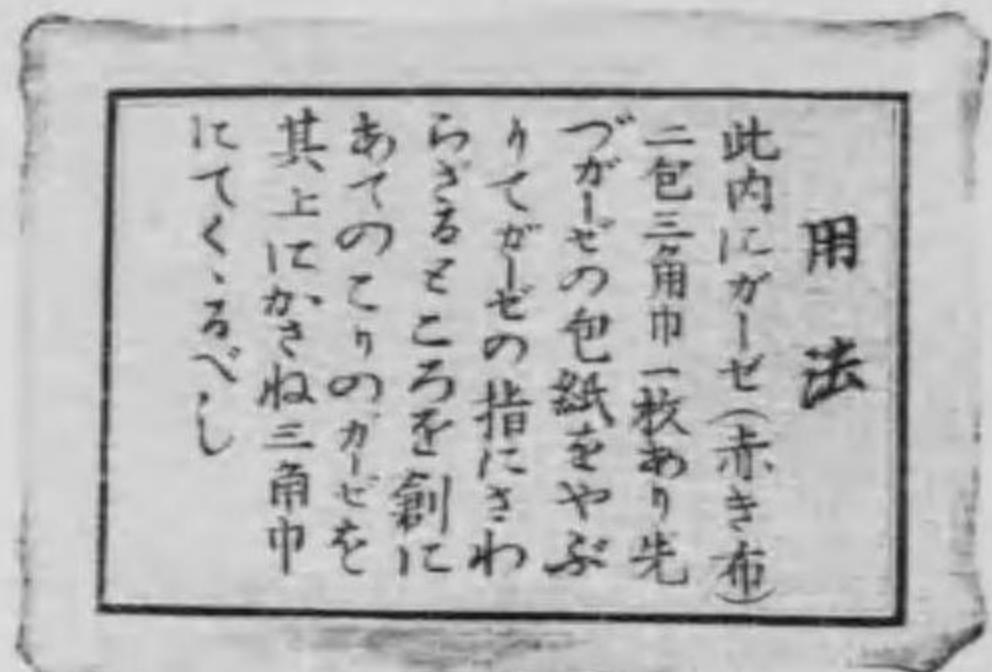 用法
此内にガーゼ(赤き布)
二包三角巾一枚あり先
づガーゼの包紙をやぶ
りてガーゼの指にさわ
らざるところを創に
あてのこりのガーゼを
其上にかさね三角巾
にてくゝるべし